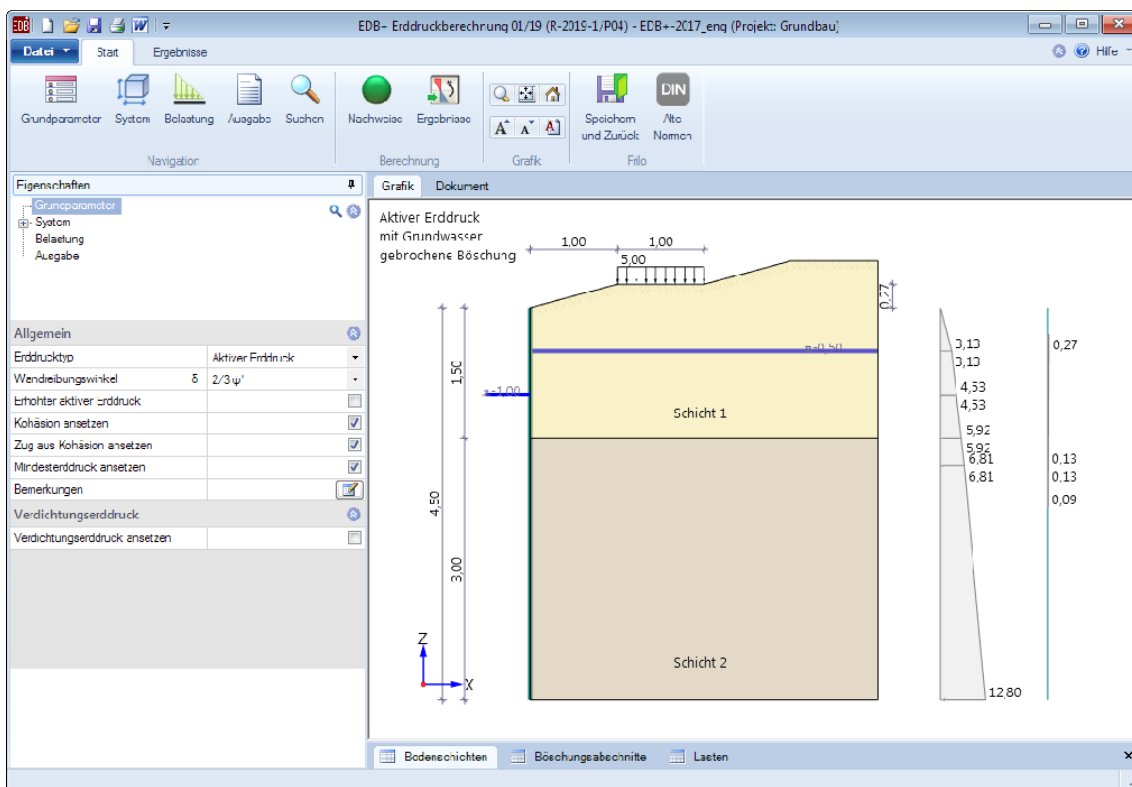 EDB– Erddruckberechnung 01/19 (R-2019-1/P04) - EDB+-2017_eng (Projekt: Grundbau)
Datei Start Ergebnisse Hilfe
Grundparameter System Belastung Ausgabe Suchen Nachweise Ergebnisse Speichern und Zurück DIN Alte Normen
Navigation Berechnung Grafik Frilo
Eigenschaften
Grundparameter
System
Belastung
Ausgabe
Allgemein
Erddrucktyp Aktiver Erddruck
Wandreibungswinkel δ 2/3 φ'
Erhöhter aktiver Erddruck
Kohäsion ansetzen
Zug aus Kohäsion ansetzen
Mindesterddruck ansetzen
Bemerkungen
Verdichtungserddruck
Verdichtungserddruck ansetzen
Grafik Dokument
Aktiver Erddruck
mit Grundwasser
gebrochene Böschung
1,00 1,00
5,00
0,27
-0,50
1,50
-1,00
Schicht 1
4,50
3,00
Schicht 2
Z
X
3,13 0,27
3,13
4,53
4,53
5,92
5,92
6,81 0,13
6,81 0,13
0,09
12,80
Bodenschichten Böschungsabschnitte Lasten